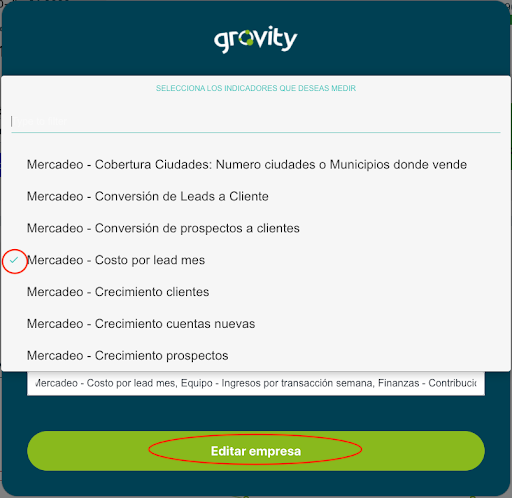 grovity
SELECCIONA LOS INDICADORES QUE DESEAS MEDIR
Mercadeo - Cobertura Ciudades: Numero ciudades o Municipios donde vende
Mercadeo - Conversión de Leads a Cliente
Mercadeo - Conversión de prospectos a clientes
Mercadeo - Costo por lead mes
Mercadeo - Crecimiento clientes
Mercadeo - Crecimiento cuentas nuevas
Mercadeo - Crecimiento prospectos
Mercadeo - Costo por lead mes, Equipo - Ingresos por transacción semana, Finanzas - Contribució
Editar empresa